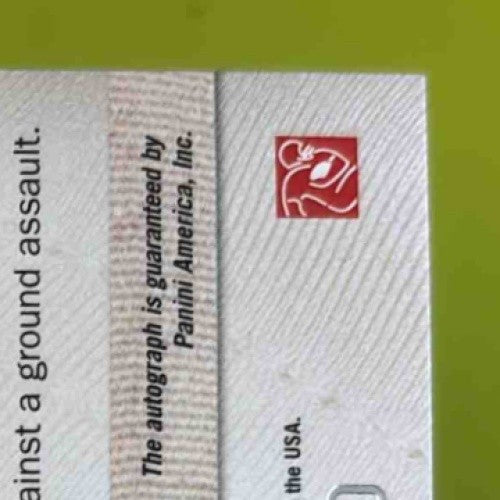 ainst a ground assault.
The autograph is guaranteed by
Panini America, Inc.
the USA.